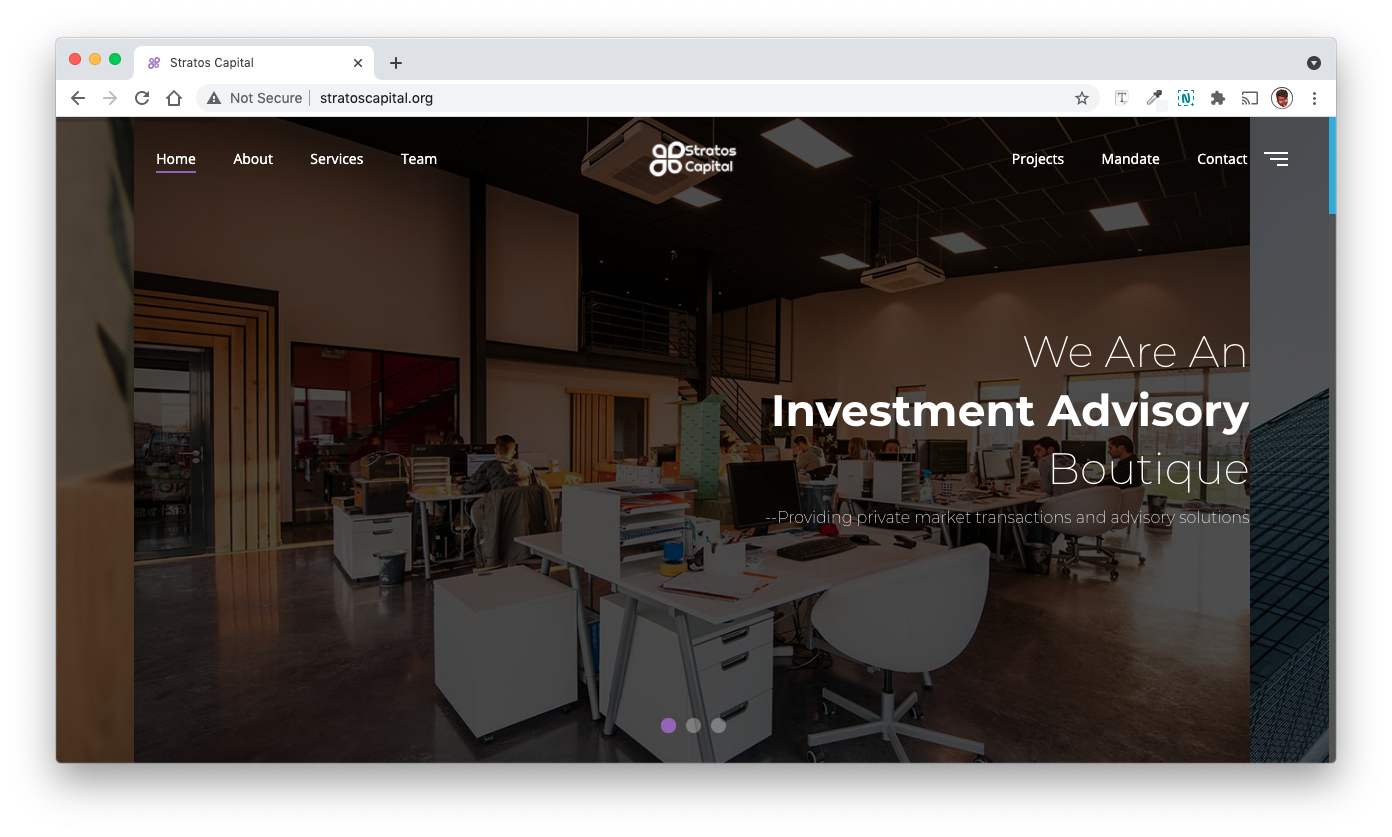 Stratos Capital
Not Secure
stratoscapital.org
Home About Services Team
Stratos
Capital
Projects Mandate Contact
We Are An
Investment Advisory
Boutique
--Providing private market transactions and advisory solutions